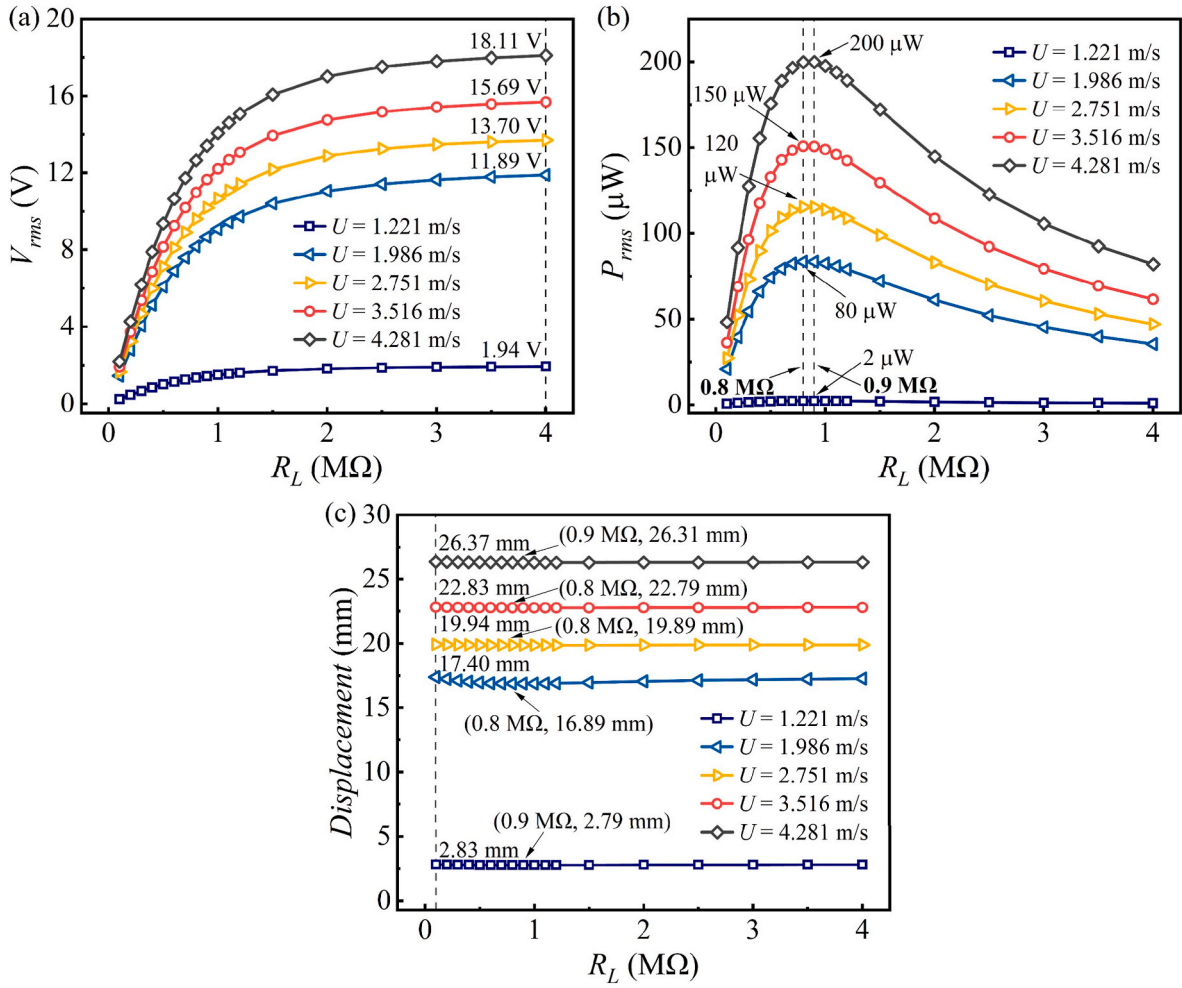 (a)
20
16
12
8
4
0
V_rms (V)
18.11 V
15.69 V
13.70 V
11.89 V
U = 1.221 m/s
U = 1.986 m/s
U = 2.751 m/s
U = 3.516 m/s
U = 4.281 m/s
1.94 V
0 1 2 3 4
R_L (MΩ)
(b)
200
150
100
50
0
P_rms (μW)
200 μW
150 μW
120
μW
80 μW
2 μW
0.8 MΩ
0.9 MΩ
U = 1.221 m/s
U = 1.986 m/s
U = 2.751 m/s
U = 3.516 m/s
U = 4.281 m/s
0 1 2 3 4
R_L (MΩ)
(c)
30
25
20
15
10
5
0
Displacement (mm)
26.37 mm
(0.9 MΩ, 26.31 mm)
22.83 mm
(0.8 MΩ, 22.79 mm)
19.94 mm
(0.8 MΩ, 19.89 mm)
17.40 mm
(0.8 MΩ, 16.89 mm)
U = 1.221 m/s
U = 1.986 m/s
U = 2.751 m/s
U = 3.516 m/s
U = 4.281 m/s
(0.9 MΩ, 2.79 mm)
2.83 mm
0 1 2 3 4
R_L (MΩ)